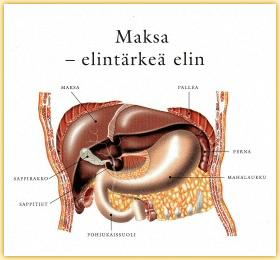 Maksa
– elintärkeä elin
MAKSA
PALLEA
PERNA
MAHALAUKKU
SAPPIRAKKO
SAPPITIET
POHJUKAISSUOLI